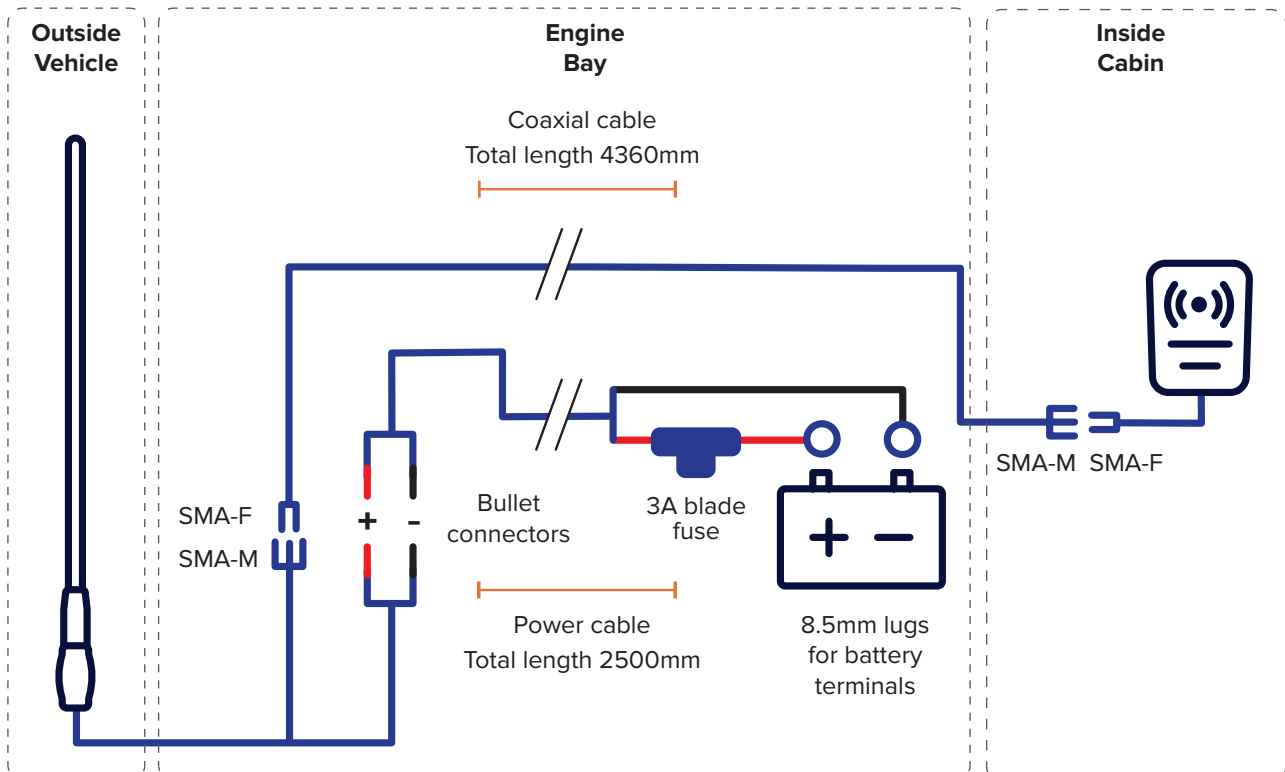 Outside
Vehicle
Engine
Bay
Inside
Cabin
Coaxial cable
Total length 4360mm
SMA-F
SMA-M
+ -
Bullet
connectors
3A blade
fuse
+ -
SMA-M SMA-F
Power cable
Total length 2500mm
8.5mm lugs
for battery
terminals